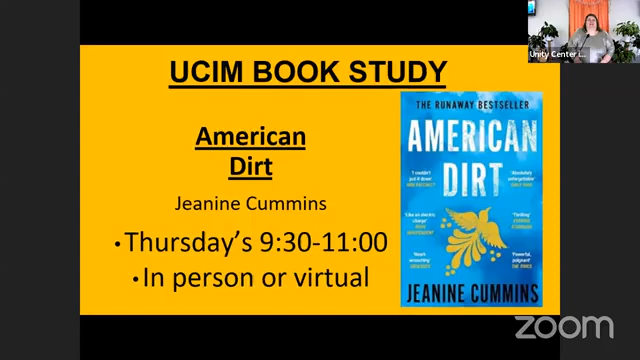 UCIM BOOK STUDY
American
Dirt
Jeanine Cummins
•Thursday's 9:30-11:00
•In person or virtual
THE RUNAWAY BESTSELLER
AMERICAN
DIRT
JEANINE CUMMINS
Unity Center i...
zoom